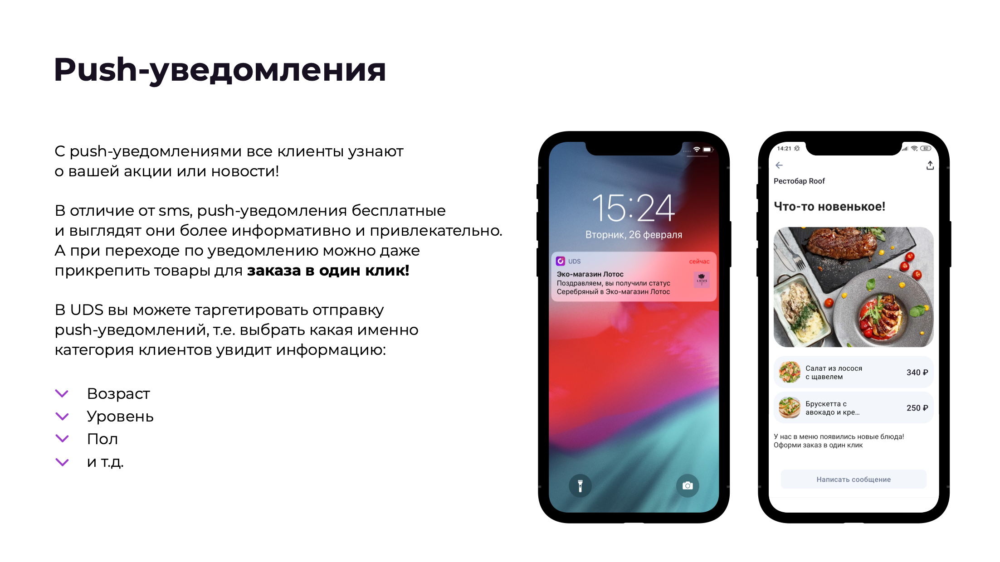 Push-уведомления
С push-уведомлениями все клиенты узнают
о вашей акции или новости!
В отличие от sms, push-уведомления бесплатные
и выглядят они более информативно и привлекательно.
А при переходе по уведомлению можно даже
прикрепить товары для заказа в один клик!
В UDS вы можете таргетировать отправку
push-уведомлений, т.е. выбрать какая именно
категория клиентов увидит информацию:
Возраст
Уровень
Пол
и т.д.
15:24
Вторник, 26 февраля
UDS
сейчас
Эко-магазин Лотос
Поздравляем, вы получили статус
Серебряный в Эко-магазин Лотос
LOTUS
14:21
82
Рестобар Roof
Что-то новенькое!
Салат из лосося
с щавелем
340 ₽
Брускетта с
авокадо и кре...
250 ₽
У нас в меню появились новые блюда!
Оформи заказ в один клик
Написать сообщение